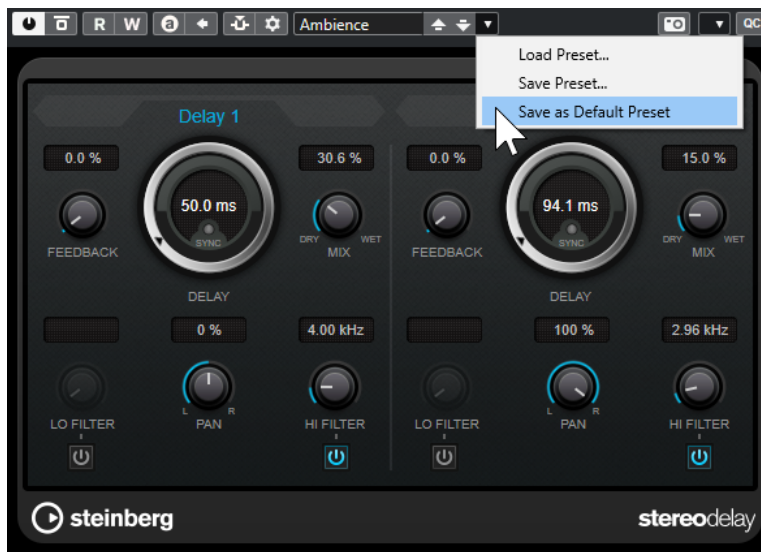 R W a Ambience QC
Load Preset...
Save Preset...
Save as Default Preset
Delay 1
0.0 % 30.6 % 0.0 % 15.0 %
50.0 ms 94.1 ms
SYNC SYNC
DRY WET DRY WET
FEEDBACK MIX FEEDBACK MIX
DELAY DELAY
0 % 4.00 kHz 100 % 2.96 kHz
L R L R
LO FILTER PAN HI FILTER LO FILTER PAN HI FILTER
steinberg stereodelay